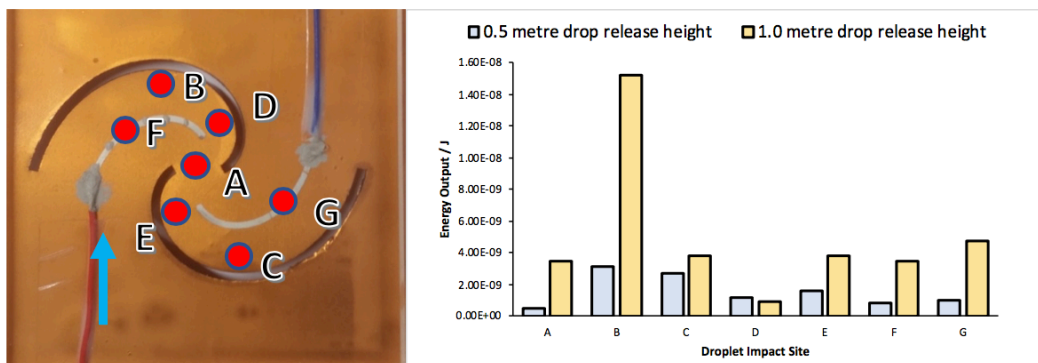 B
D
F
A
E
G
C
0.5 metre drop release height 1.0 metre drop release height
1.60E-08
1.40E-08
1.20E-08
1.00E-08
8.00E-09
6.00E-09
4.00E-09
2.00E-09
0.00E+00
Energy Output / J
A B C D E F G
Droplet Impact Site